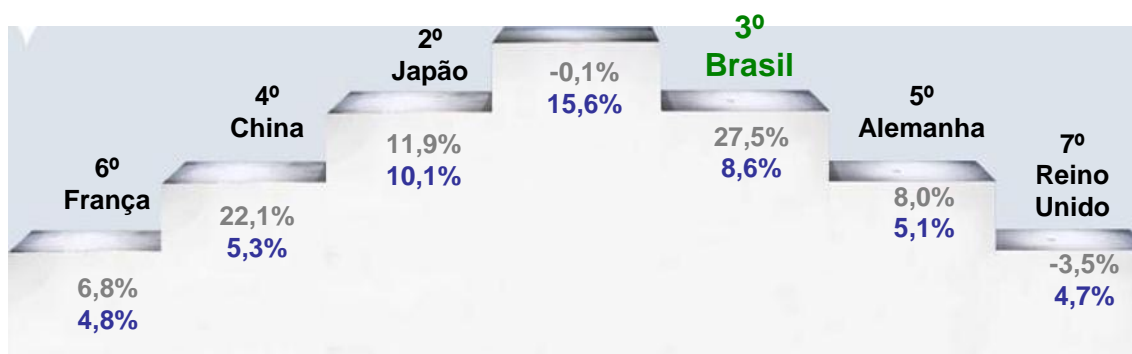 6º
França
6,8%
4,8%
4º
China
22,1%
5,3%
2º
Japão
11,9%
10,1%
-0,1%
15,6%
3º
Brasil
27,5%
8,6%
5º
Alemanha
8,0%
5,1%
7º
Reino
Unido
-3,5%
4,7%